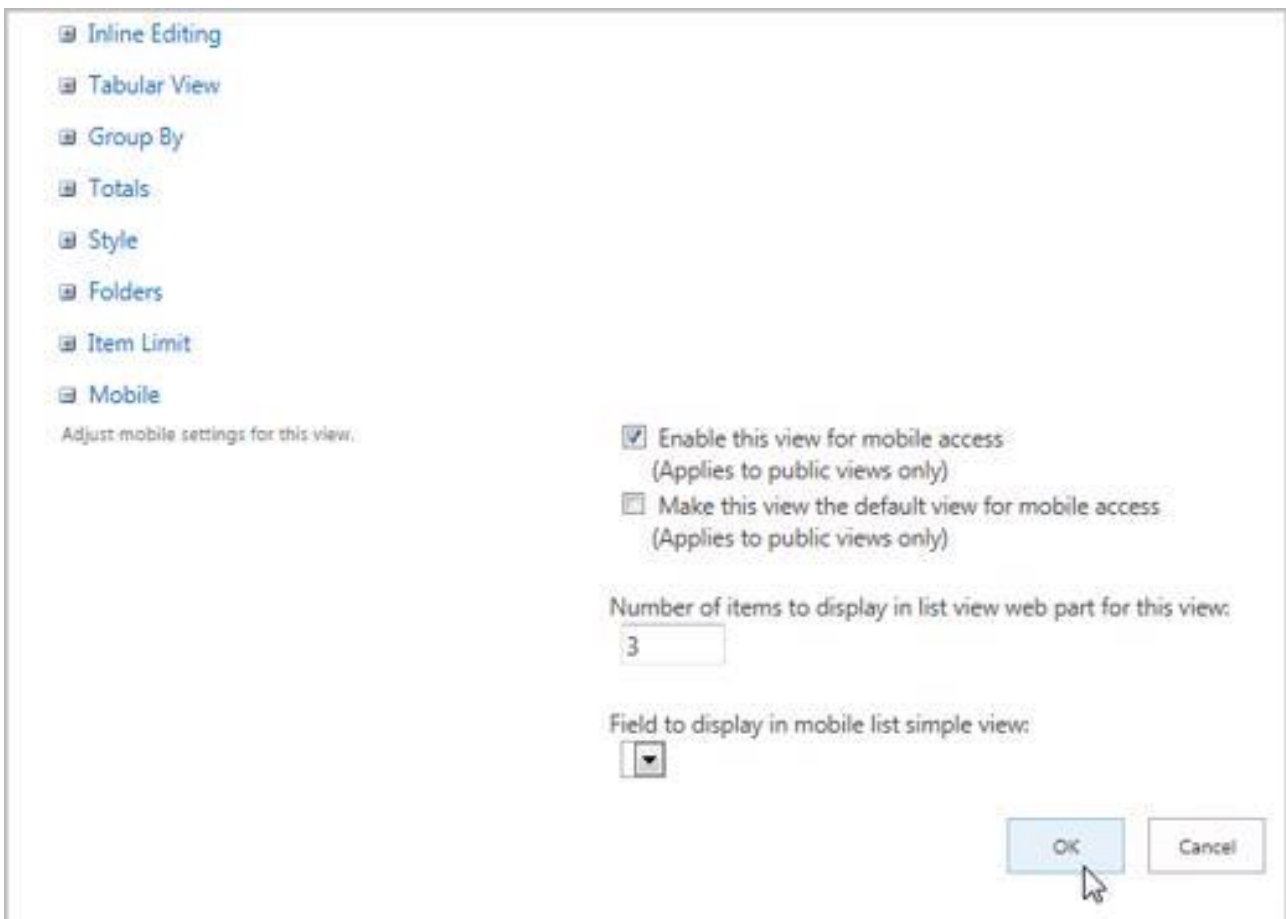 Inline Editing
Tabular View
Group By
Totals
Style
Folders
Item Limit
Mobile
Adjust mobile settings for this view.
Enable this view for mobile access
(Applies to public views only)
Make this view the default view for mobile access
(Applies to public views only)
Number of items to display in list view web part for this view:
3
Field to display in mobile list simple view:
OK
Cancel